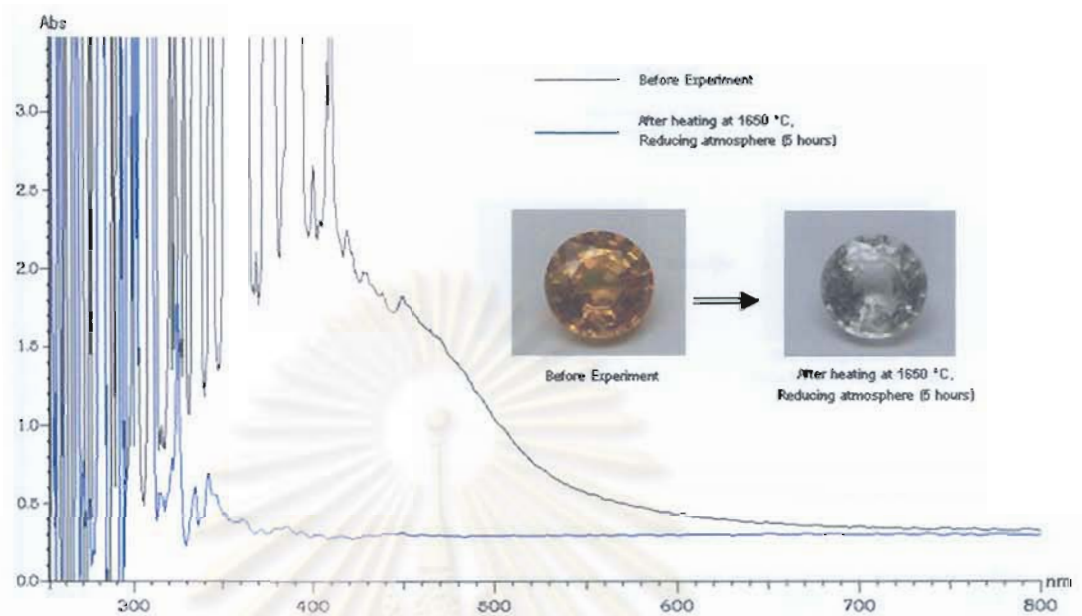 Abs
Before Experiment
After heating at 1650 °C,
Reducing atmosphere (5 hours)
3.0
2.5
2.0
1.5
1.0
0.5
0.0
Before Experiment
After heating at 1650 °C,
Reducing atmosphere (5 hours)
300 400 500 600 700 800 nm